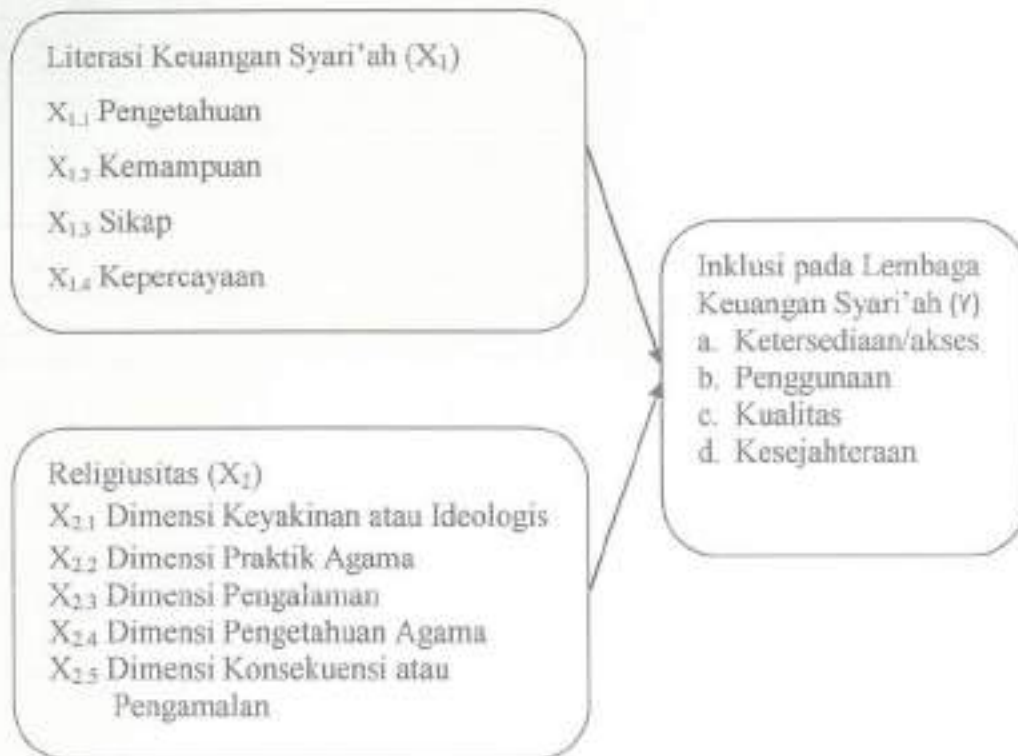 Literasi Keuangan Syari'ah (X₁)
X₁.₁ Pengetahuan
X₁.₂ Kemampuan
X₁.₃ Sikap
X₁.₄ Kepercayaan
Religiusitas (X₂)
X₂.₁ Dimensi Keyakinan atau Ideologis
X₂.₂ Dimensi Praktik Agama
X₂.₃ Dimensi Pengalaman
X₂.₄ Dimensi Pengetahuan Agama
X₂.₅ Dimensi Konsekuensi atau
Pengamalan
Inklusi pada Lembaga
Keuangan Syari'ah (Y)
a. Ketersediaan/akses
b. Penggunaan
c. Kualitas
d. Kesejahteraan